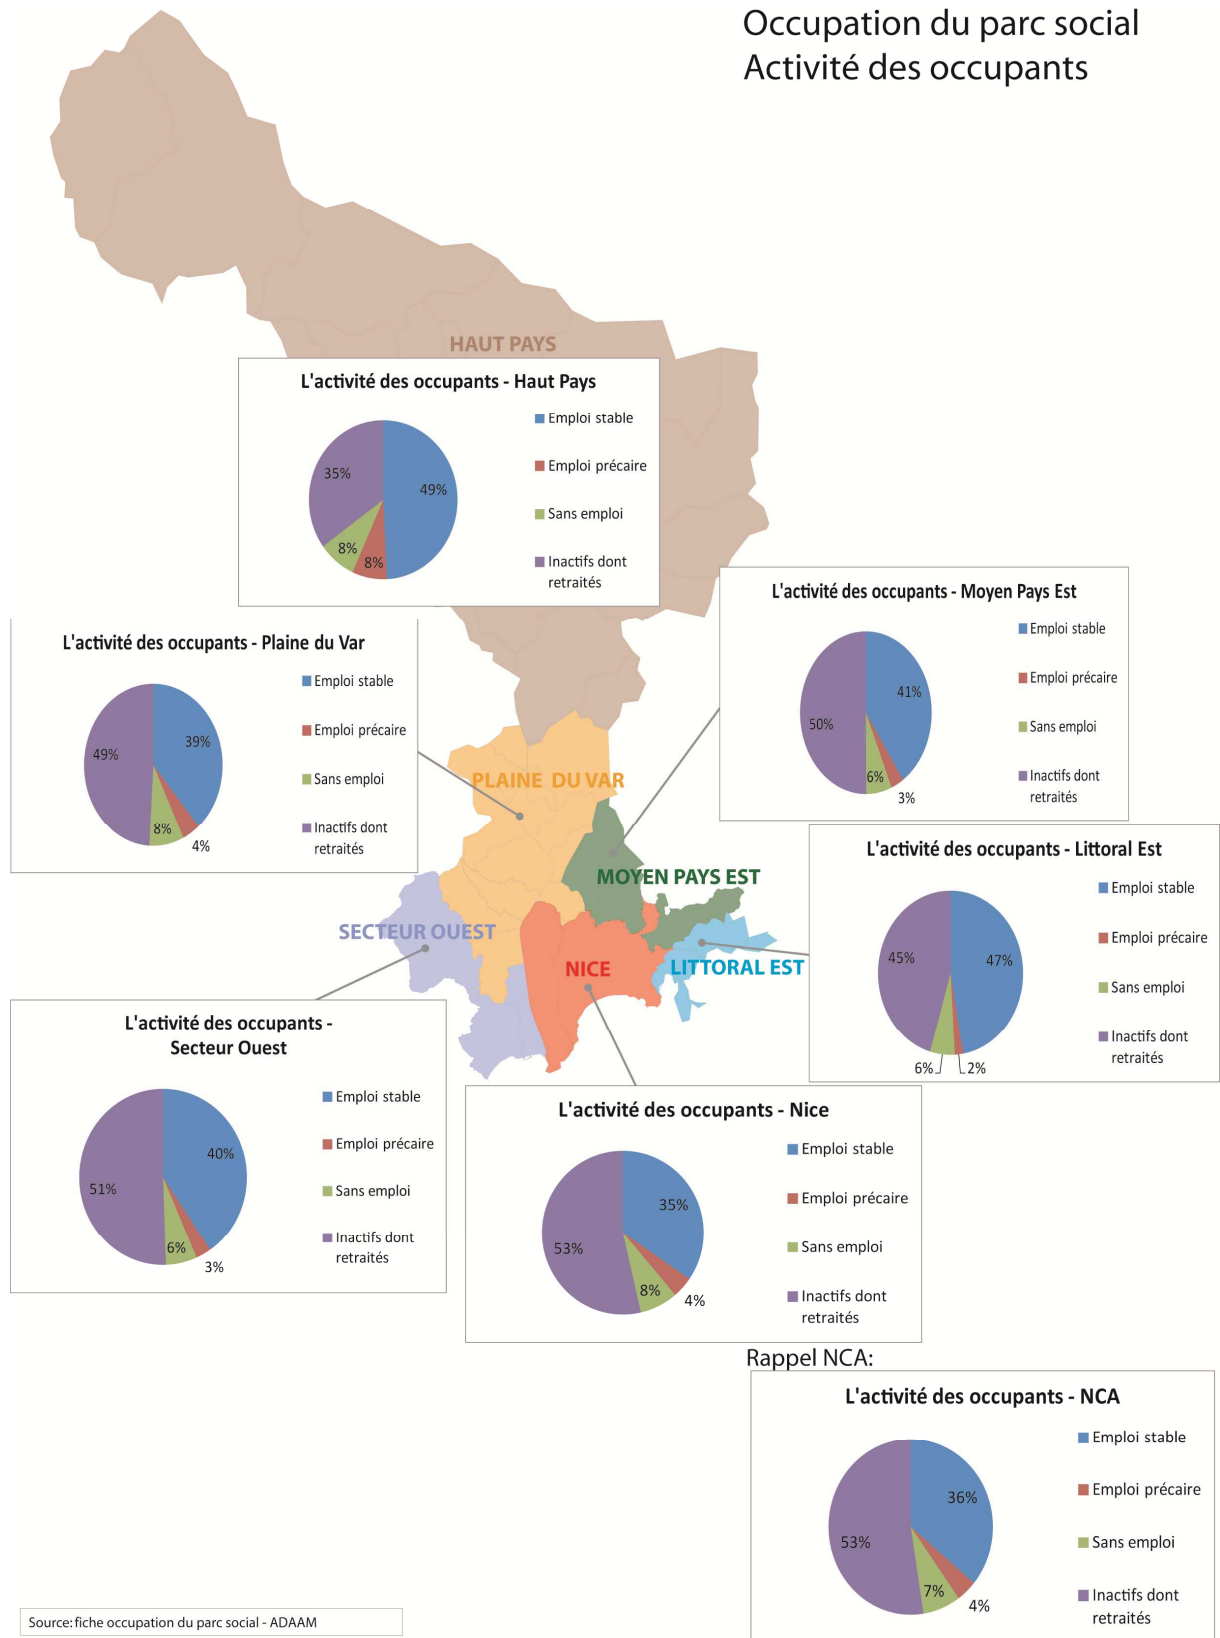 Occupation du parc social
Activité des occupants
HAUT PAYS
L'activité des occupants - Haut Pays
Emploi stable
Emploi précaire
Sans emploi
Inactifs dont
retraités
35%
49%
8%
8%
L'activité des occupants - Moyen Pays Est
Emploi stable
Emploi précaire
Sans emploi
Inactifs dont
retraités
41%
50%
6%
3%
L'activité des occupants - Plaine du Var
Emploi stable
Emploi précaire
Sans emploi
Inactifs dont
retraités
39%
49%
8%
4%
PLAINE DU VAR
MOYEN PAYS EST
SECTEUR OUEST
NICE
LITTORAL EST
L'activité des occupants - Littoral Est
Emploi stable
Emploi précaire
Sans emploi
Inactifs dont
retraités
45%
47%
6%
2%
L'activité des occupants -
Secteur Ouest
Emploi stable
Emploi précaire
Sans emploi
Inactifs dont
retraités
40%
51%
6%
3%
L'activité des occupants - Nice
Emploi stable
Emploi précaire
Sans emploi
Inactifs dont
retraités
35%
53%
8%
4%
Rappel NCA:
L'activité des occupants - NCA
Emploi stable
Emploi précaire
Sans emploi
Inactifs dont
retraités
36%
53%
7%
4%
Source: fiche occupation du parc social - ADAAM